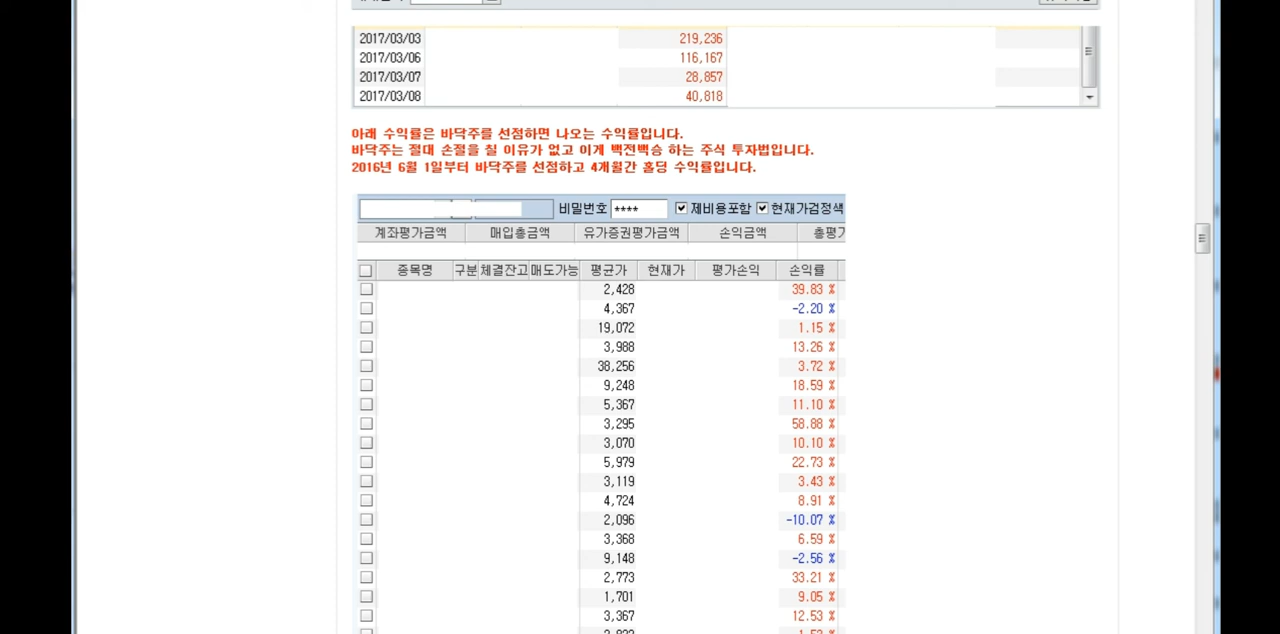 2017/03/03 219,236
2017/03/06 116,167
2017/03/07 28,857
2017/03/08 40,818
아래 수익률은 바닥주를 선점하면 나오는 수익률입니다.
바닥주는 절대 손절을 칠 이유가 없고 이게 백전백승 하는 주식 투자법입니다.
2016년 6월 1일부터 바닥주를 선점하고 4개월간 홀딩 수익률입니다.
비밀번호 **** 제비용포함 현재가검정색
계좌평가금액 매입총금액 유가증권평가금액 손익금액 총평가
종목명 구분 체결잔고 매도가능 평균가 현재가 평가손익 손익률
2,428 39.83 %
4,367 -2.20 %
19,072 1.15 %
3,988 13.26 %
38,256 3.72 %
9,248 18.59 %
5,367 11.10 %
3,295 58.88 %
3,070 10.10 %
5,979 22.73 %
3,119 3.43 %
4,724 8.91 %
2,096 -10.07 %
3,368 6.59 %
9,148 -2.56 %
2,773 33.21 %
1,701 9.05 %
3,367 12.53 %